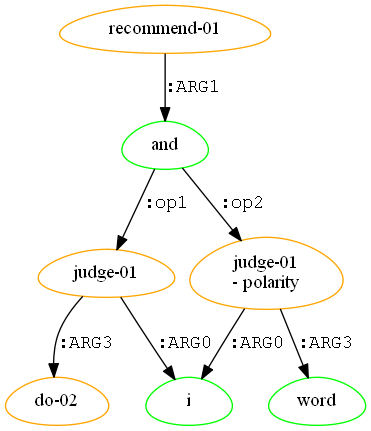 recommend-01
:ARG1
and
:op1 :op2
judge-01
judge-01
- polarity
:ARG3 :ARG0 :ARG0 :ARG3
do-02 i word